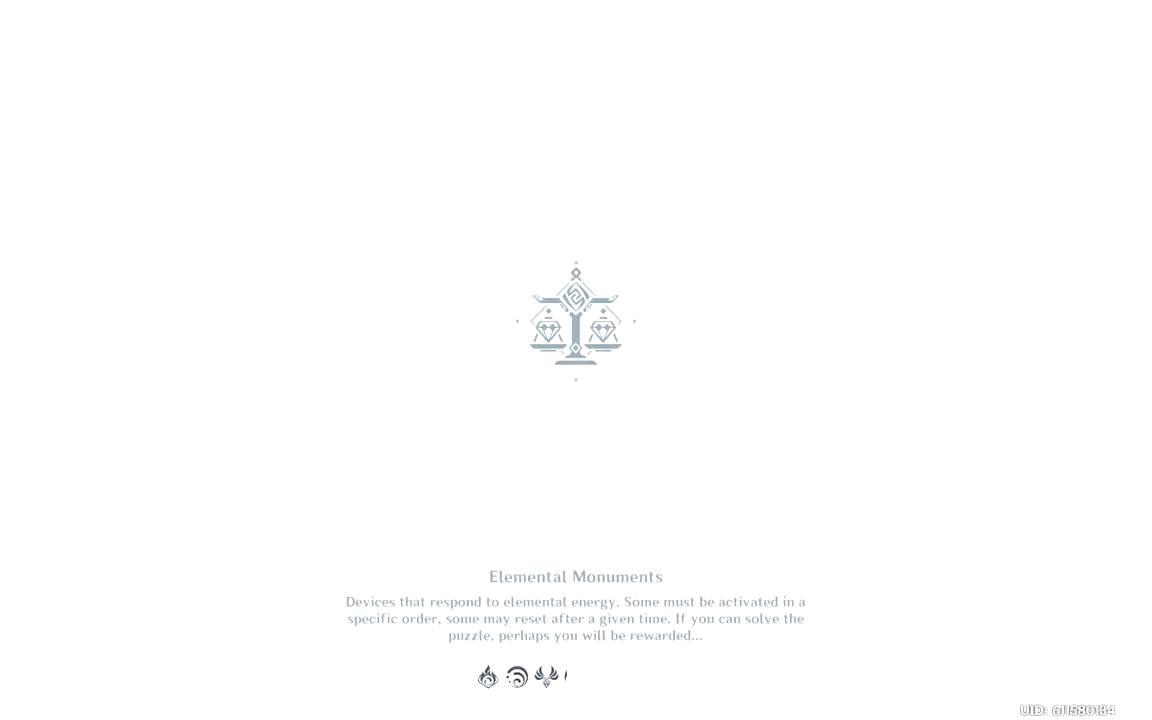 Elemental Monuments
Devices that respond to elemental energy. Some must be activated in a
specific order, some may reset after a given time. If you can solve the
puzzle, perhaps you will be rewarded...
UID: 611580134